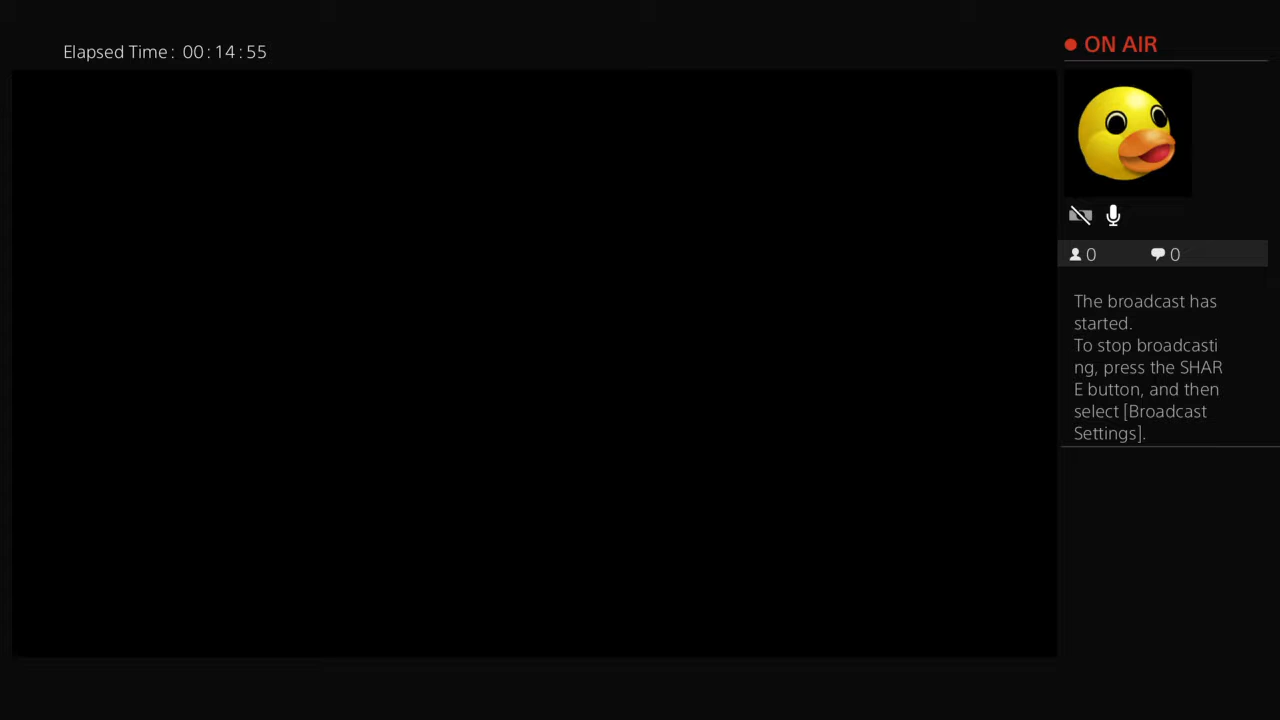 Elapsed Time: 00:14:55
ON AIR
0 0
The broadcast has
started.
To stop broadcasti
ng, press the SHAR
E button, and then
select [Broadcast
Settings].